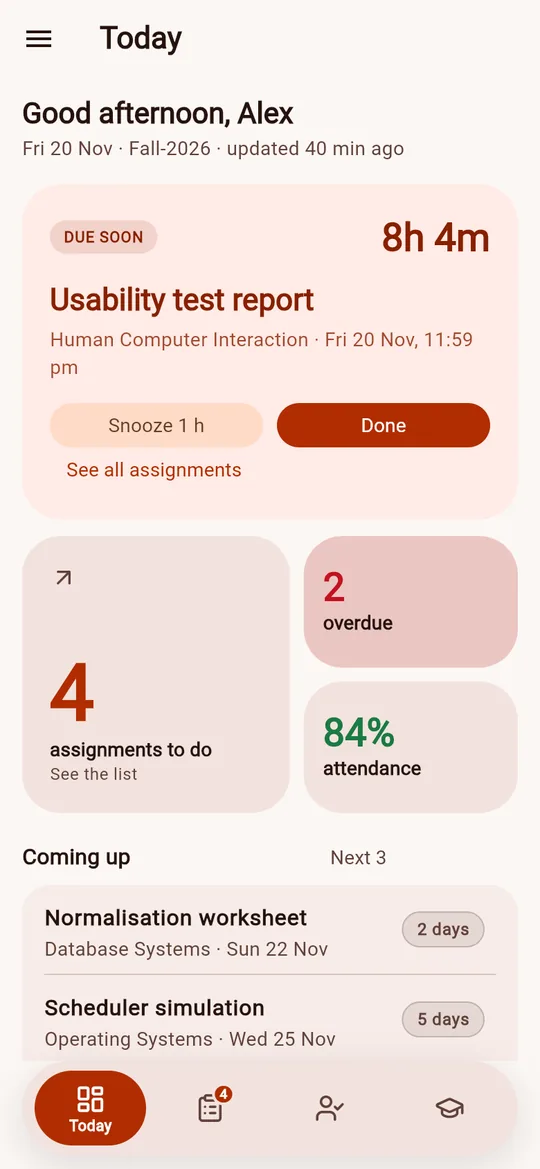 Today
Good afternoon, Alex
Fri 20 Nov · Fall-2026 · updated 40 min ago
DUE SOON
8h 4m
Usability test report
Human Computer Interaction · Fri 20 Nov, 11:59
pm
Snooze 1 h
Done
See all assignments
4
assignments to do
See the list
2
overdue
84%
attendance
Coming up
Next 3
Normalisation worksheet
Database Systems · Sun 22 Nov
2 days
Scheduler simulation
Operating Systems · Wed 25 Nov
5 days
Today
4